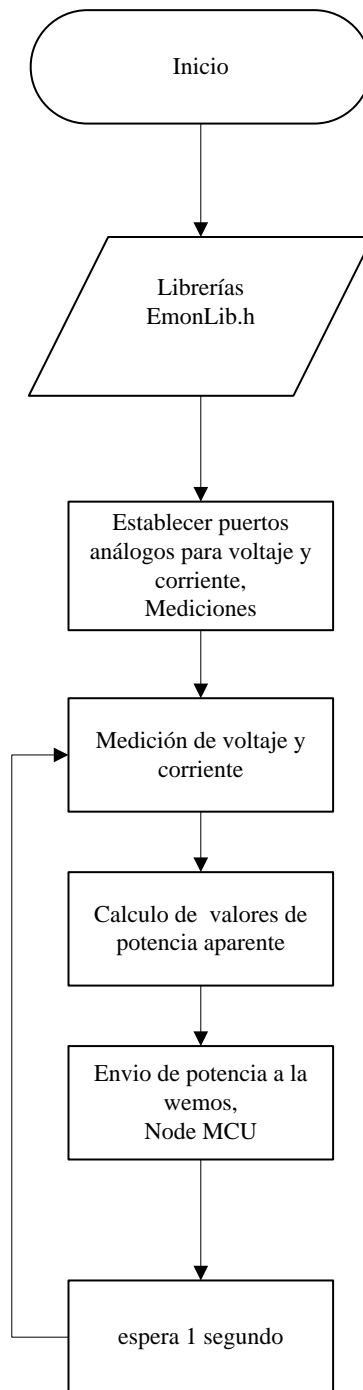 Inicio
Librerías
EmonLib.h
Establecer puertos
análogos para voltaje y
corriente,
Mediciones
Medición de voltaje y
corriente
Calculo de  valores de
potencia aparente
Envio de potencia a la
wemos,
Node MCU
espera 1 segundo